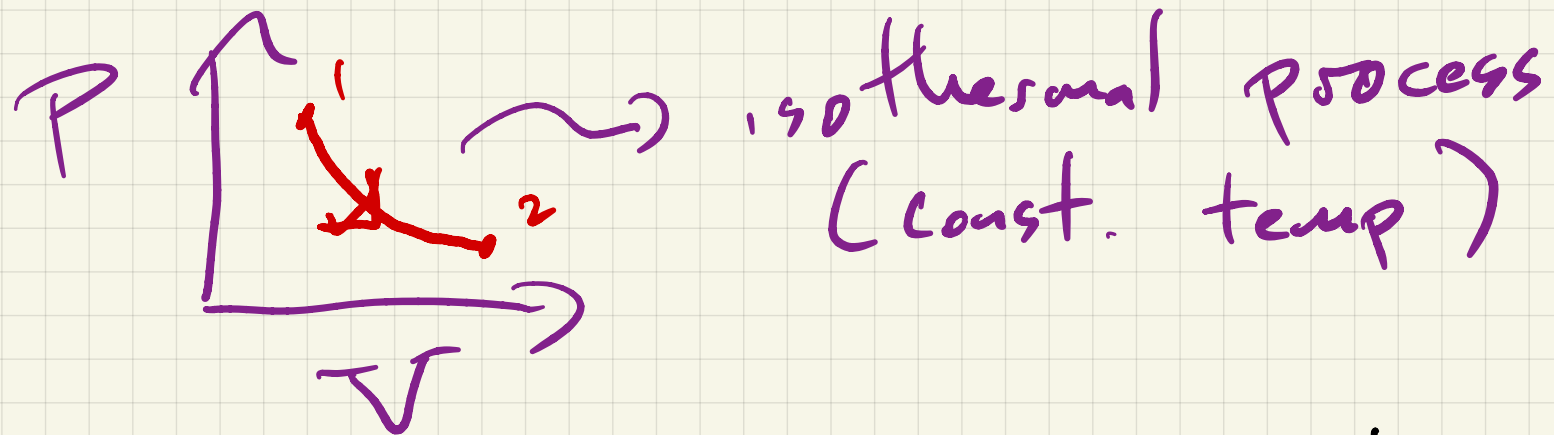 P
1
2
V
isothermal process
(const. temp)